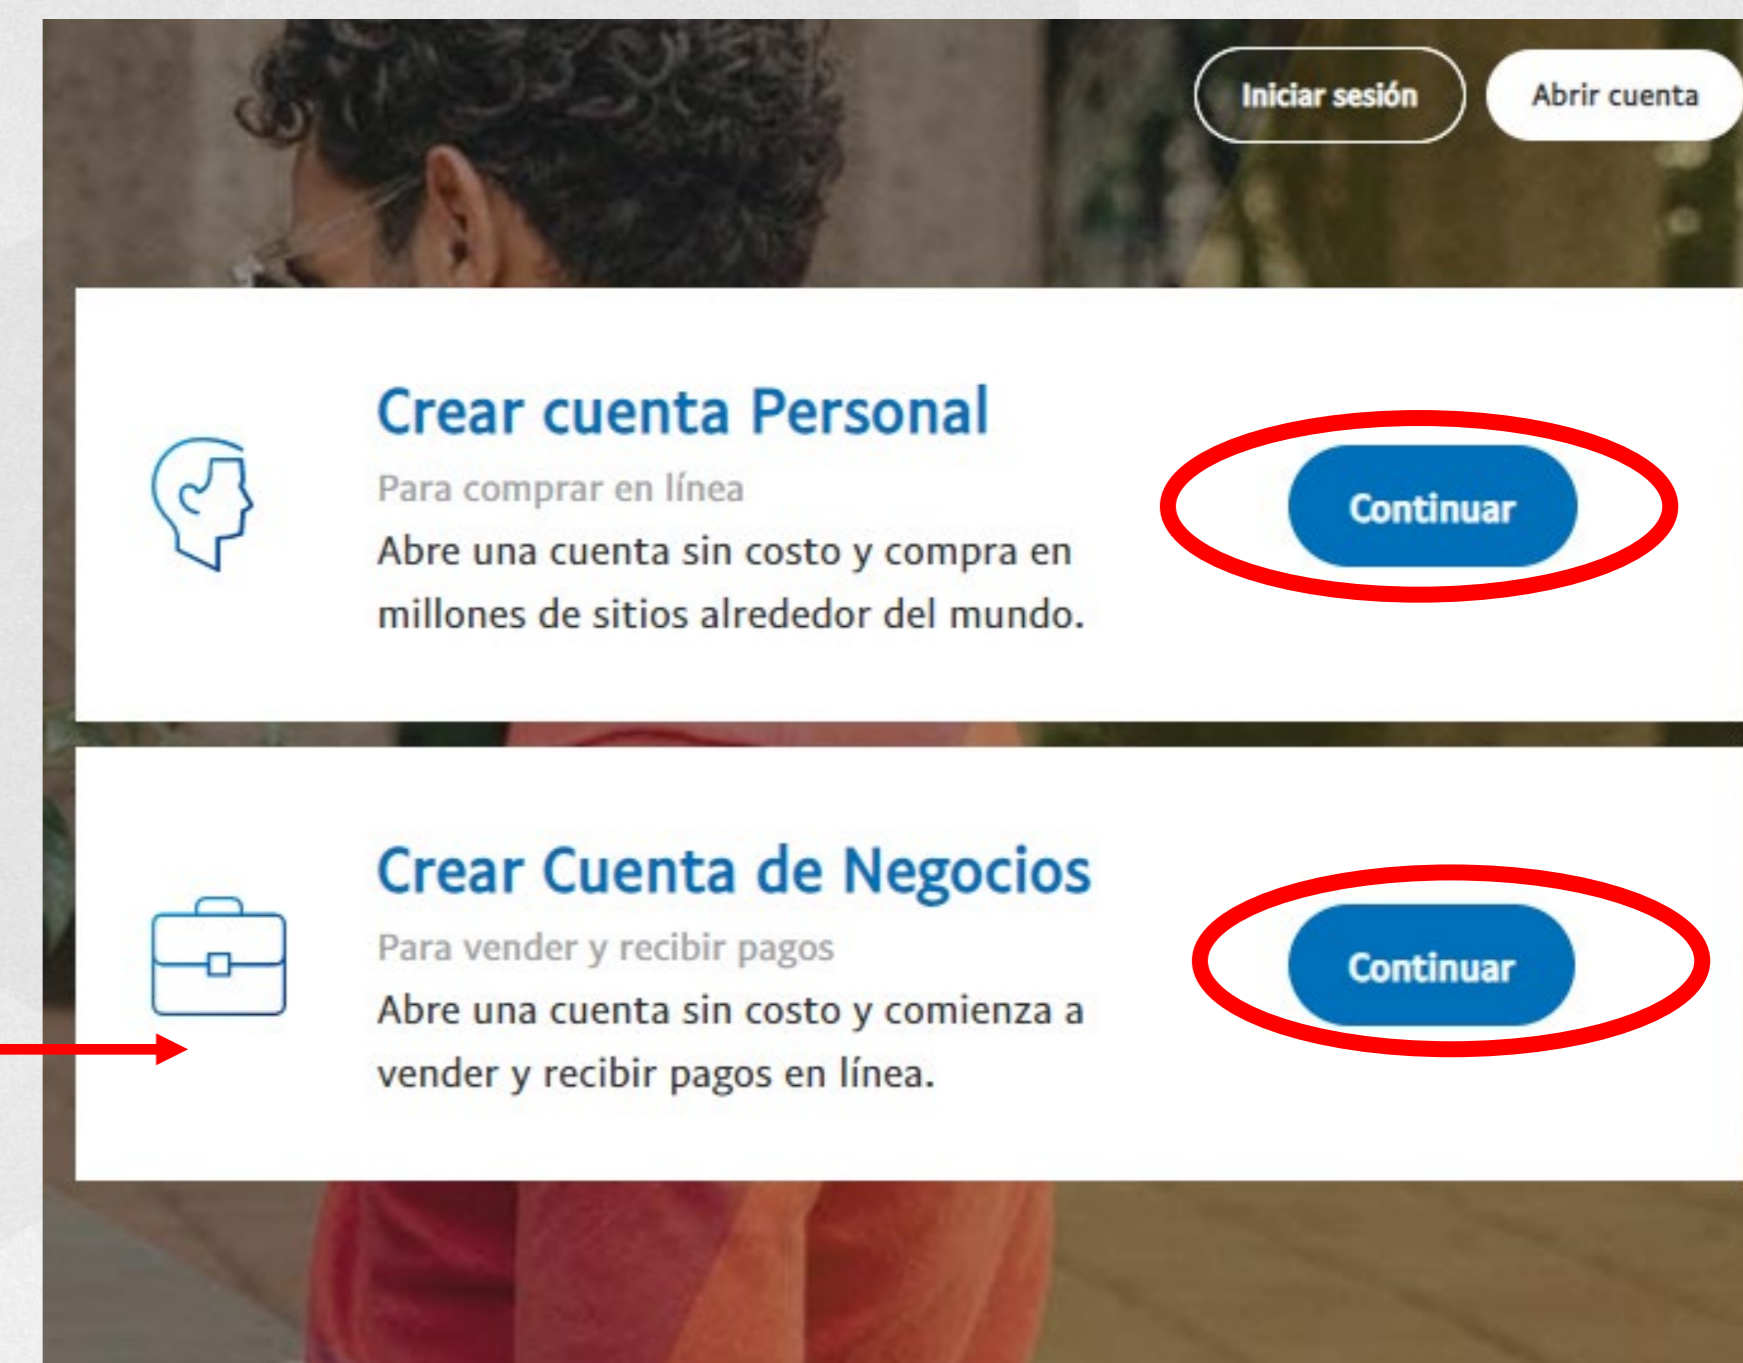 Iniciar sesión
Abrir cuenta
Crear cuenta Personal
Para comprar en línea
Abre una cuenta sin costo y compra en
millones de sitios alrededor del mundo.
Continuar
Crear Cuenta de Negocios
Para vender y recibir pagos
Abre una cuenta sin costo y comienza a
vender y recibir pagos en línea.
Continuar